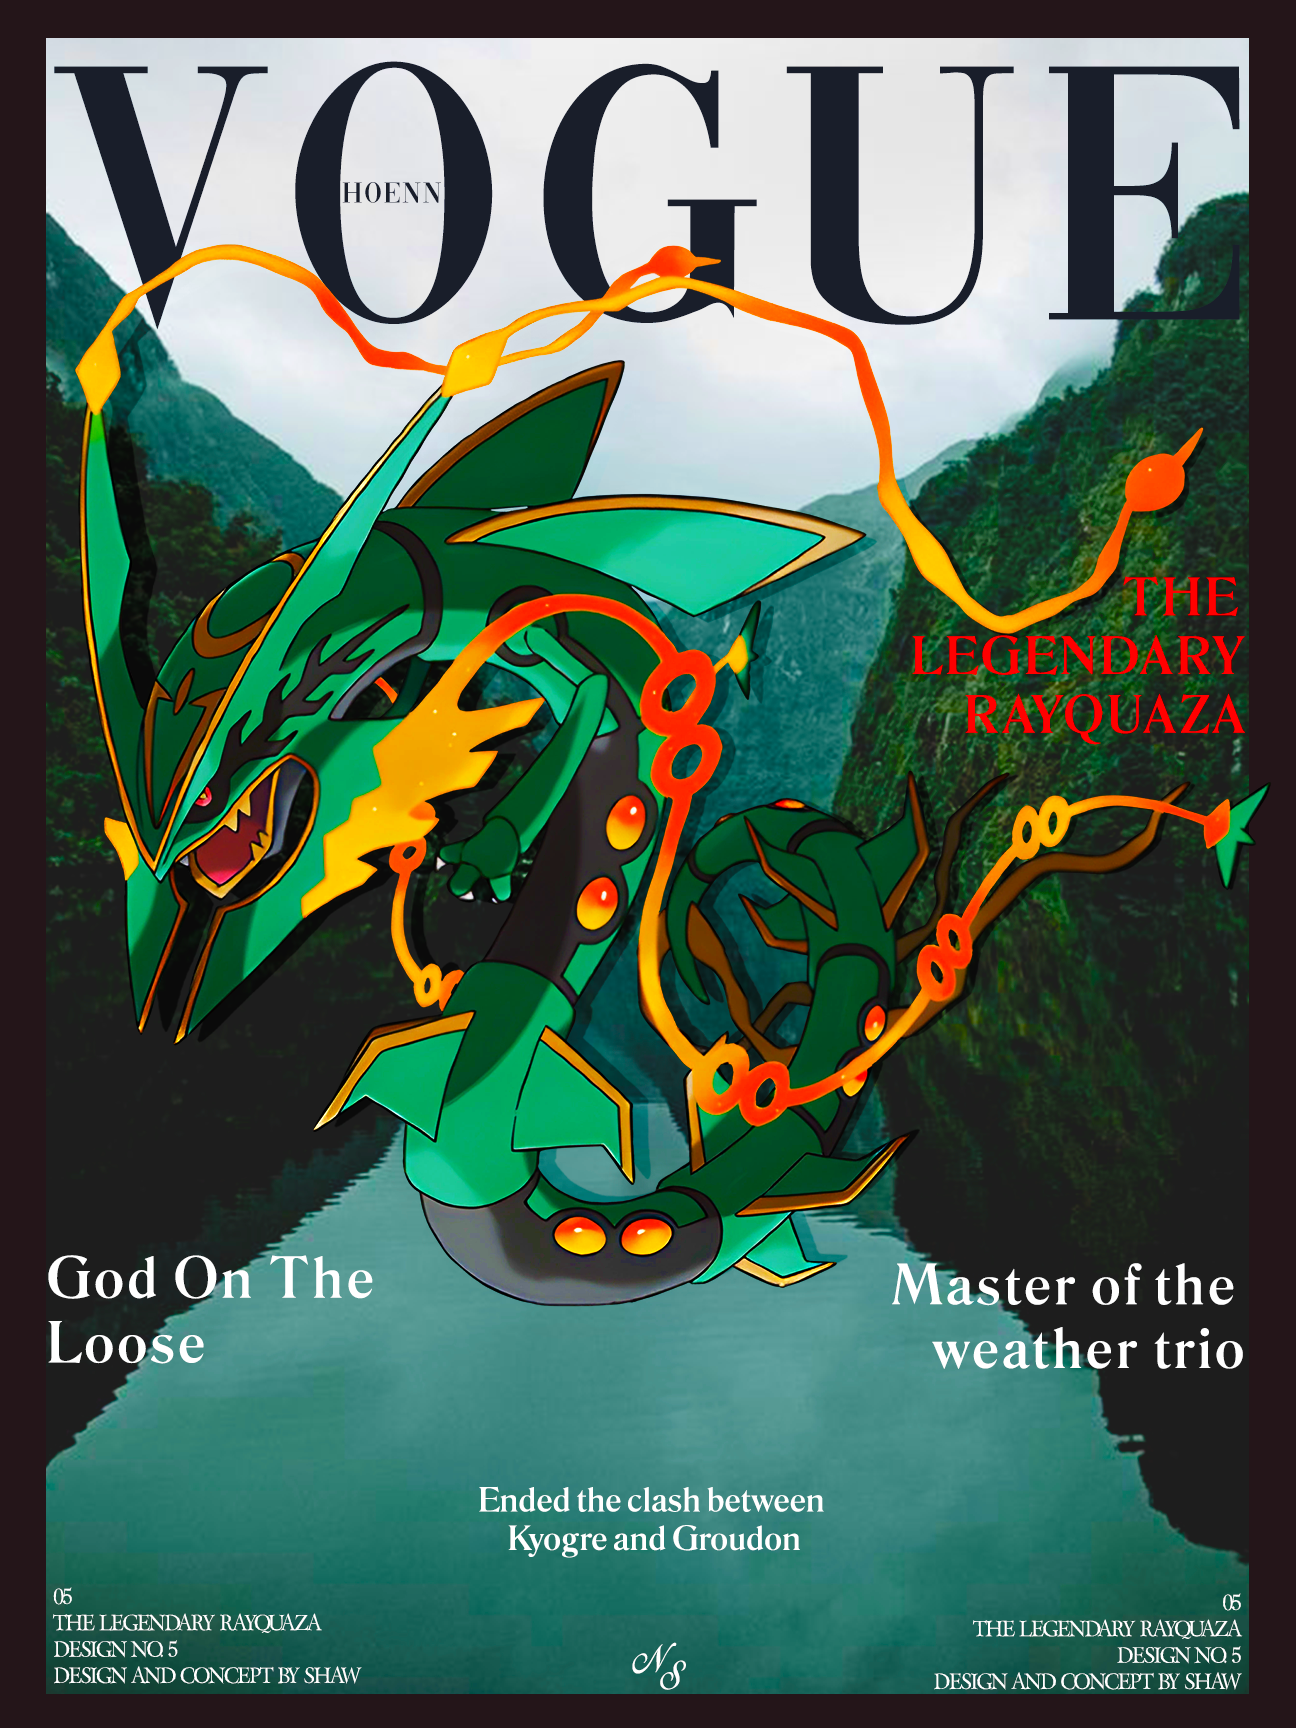 VOGUE
HOENN
THE
LEGENDARY
RAYQUAZA
God On The
Loose
Master of the
weather trio
Ended the clash between
Kyogre and Groudon
05
THE LEGENDARY RAYQUAZA
DESIGN NO. 5
DESIGN AND CONCEPT BY SHAW
NS
05
THE LEGENDARY RAYQUAZA
DESIGN NO. 5
DESIGN AND CONCEPT BY SHAW